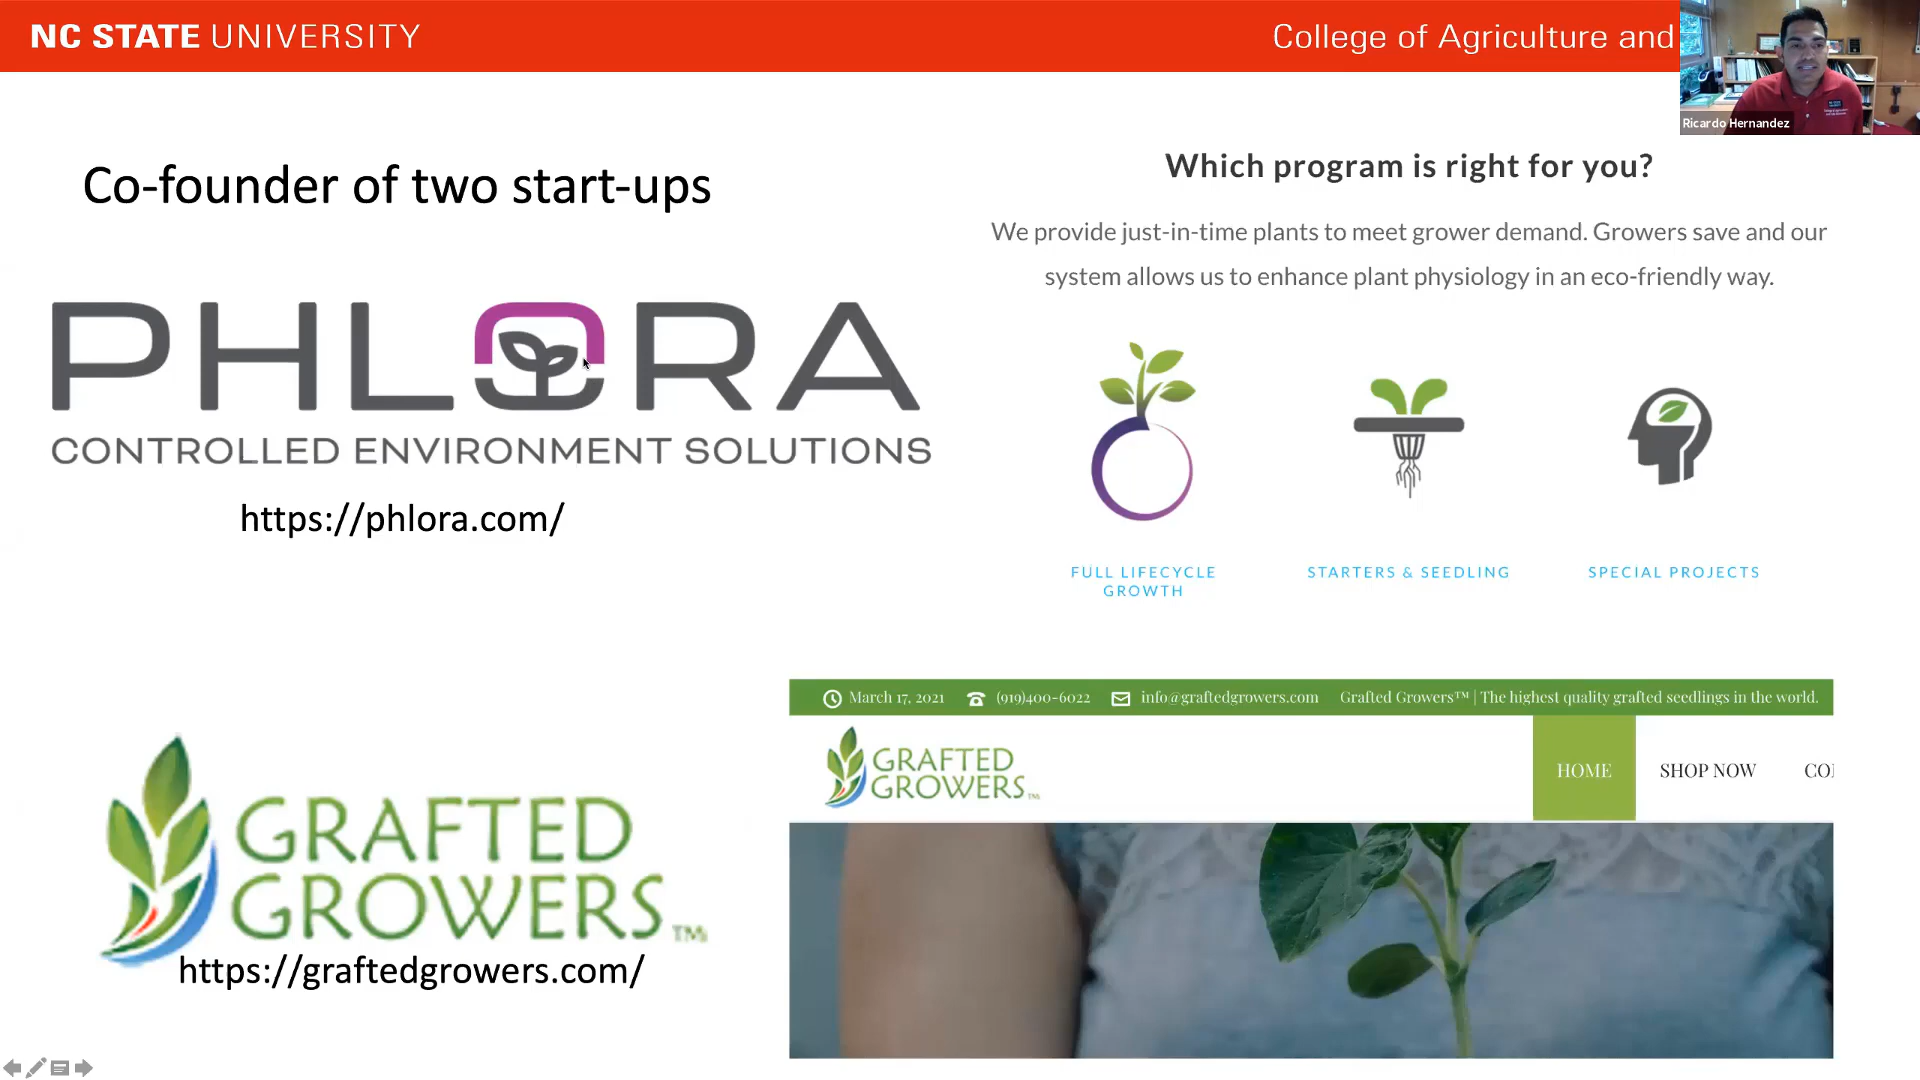 NC STATE UNIVERSITY
College of Agriculture and
Ricardo Hernandez
Co-founder of two start-ups
PHLORA
CONTROLLED ENVIRONMENT SOLUTIONS
https://phlora.com/
Which program is right for you?
We provide just-in-time plants to meet grower demand. Growers save and our
system allows us to enhance plant physiology in an eco-friendly way.
FULL LIFECYCLE
GROWTH
STARTERS & SEEDLING
SPECIAL PROJECTS
GRAFTED
GROWERS™
https://graftedgrowers.com/
March 17, 2021 (919)400-6022 info@graftedgrowers.com Grafted Growers™ | The highest quality grafted seedlings in the world.
GRAFTED
GROWERS™
HOME SHOP NOW